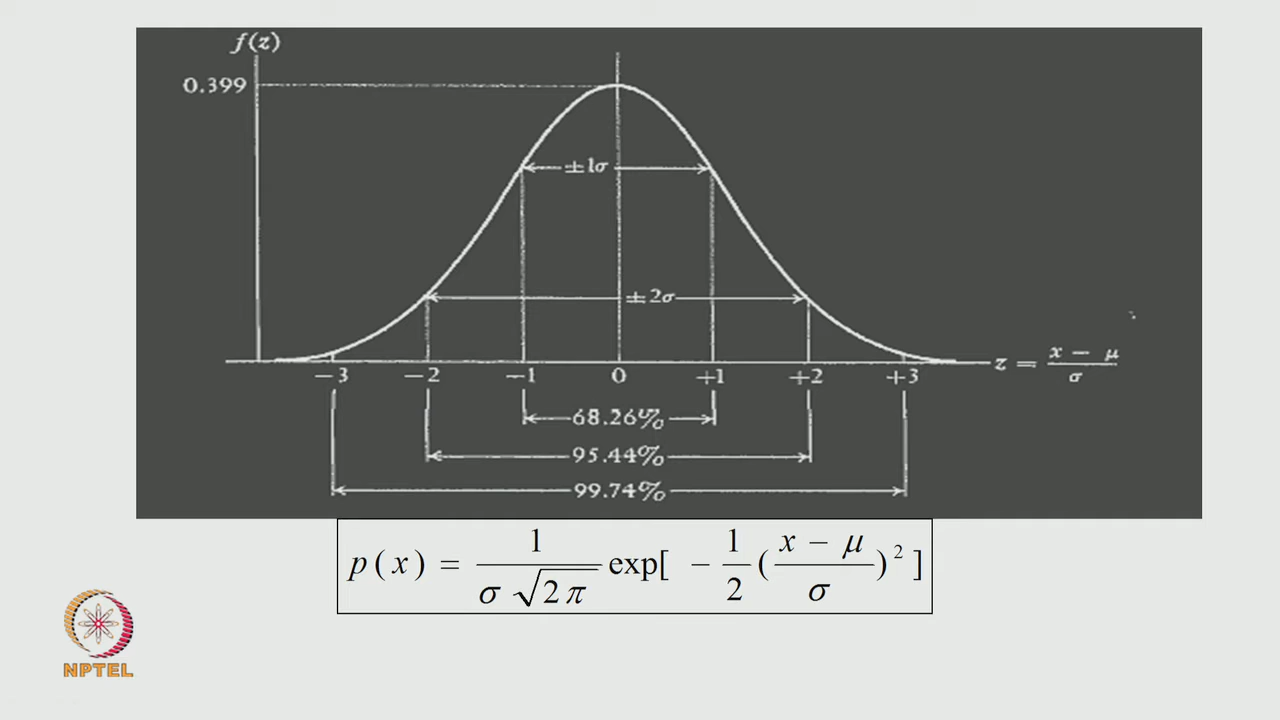 f(z)
0.399
±1σ
±2σ
−3 −2 −1 0 +1 +2 +3 z = (x − μ)/σ
68.26%
95.44%
99.74%
p(x) = 1/(σ √2π) exp[ − 1/2 ( (x − μ)/σ )² ]
NPTEL